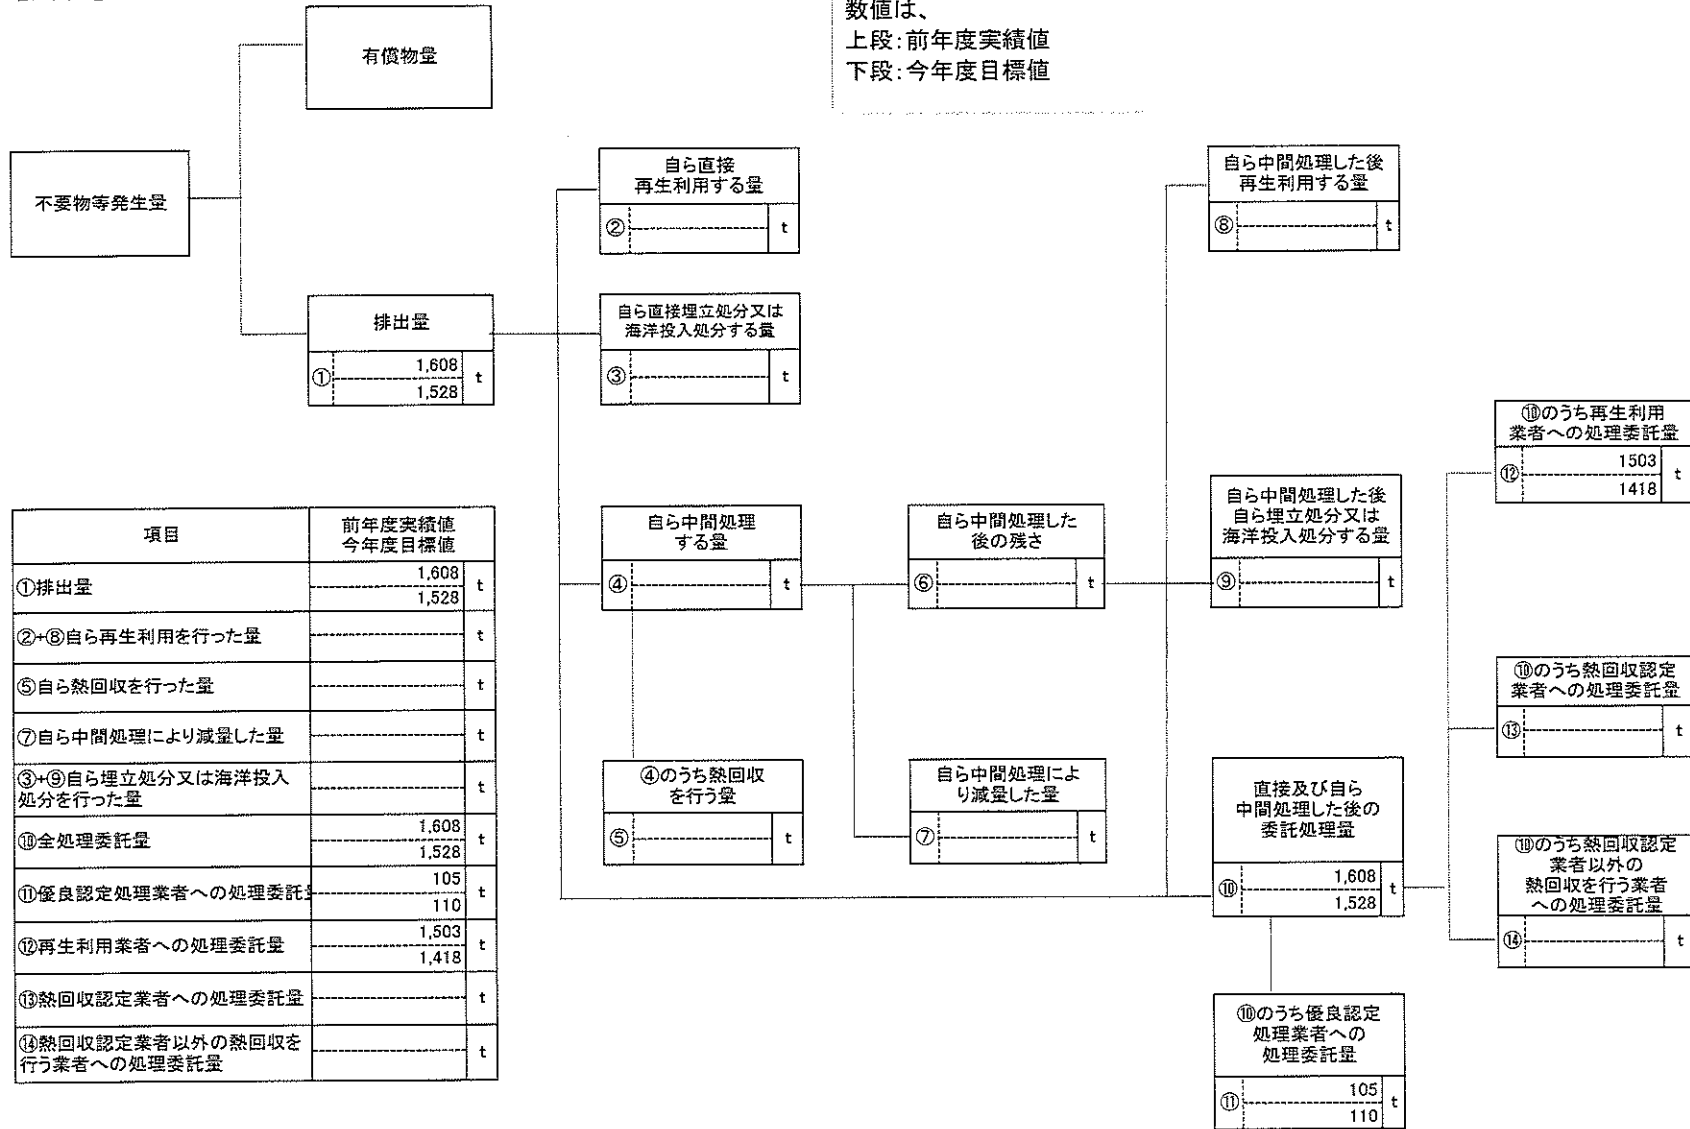 数値は、
上段:前年度実績値
下段:今年度目標値
有償物量
不要物等発生量
排出量
①
1,608
1,528
t
自ら直接
再生利用する量
②
t
自ら直接埋立処分又は
海洋投入処分する量
③
t
自ら中間処理
する量
④
t
④のうち熱回収
を行う量
⑤
t
自ら中間処理した
後の残さ
⑥
t
自ら中間処理によ
り減量した量
⑦
t
自ら中間処理した後
再生利用する量
⑧
t
自ら中間処理した後
自ら埋立処分又は
海洋投入処分する量
⑨
t
直接及び自ら
中間処理した後の
委託処理量
⑩
1,608
1,528
t
⑩のうち優良認定
処理業者への
処理委託量
⑪
105
110
t
⑩のうち再生利用
業者への処理委託量
⑫
1503
1418
t
⑩のうち熱回収認定
業者への処理委託量
⑬
t
⑩のうち熱回収認定
業者以外の
熱回収を行う業者
への処理委託量
⑭
t
項目
前年度実績値
今年度目標値
①排出量
1,608
1,528
t
②+⑧自ら再生利用を行った量
t
⑤自ら熱回収を行った量
t
⑦自ら中間処理により減量した量
t
③+⑨自ら埋立処分又は海洋投入
処分を行った量
t
⑩全処理委託量
1,608
1,528
t
⑪優良認定処理業者への処理委託
105
110
t
⑫再生利用業者への処理委託量
1,503
1,418
t
⑬熱回収認定業者への処理委託量
t
⑭熱回収認定業者以外の熱回収を
行う業者への処理委託量
t